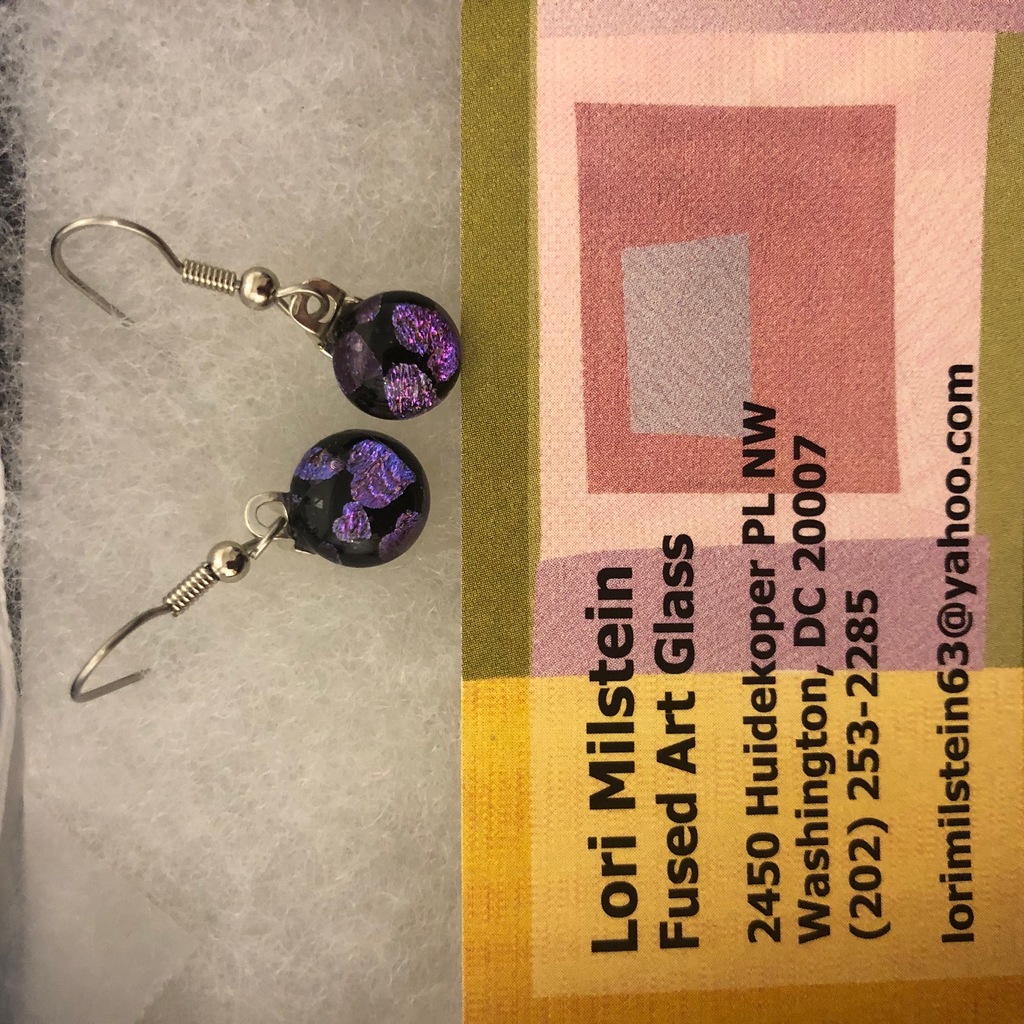 Lori Milstein
Fused Art Glass
2450 Huidekoper PL NW
Washington, DC 20007
(202) 253-2285
lorimilstein63@yahoo.com